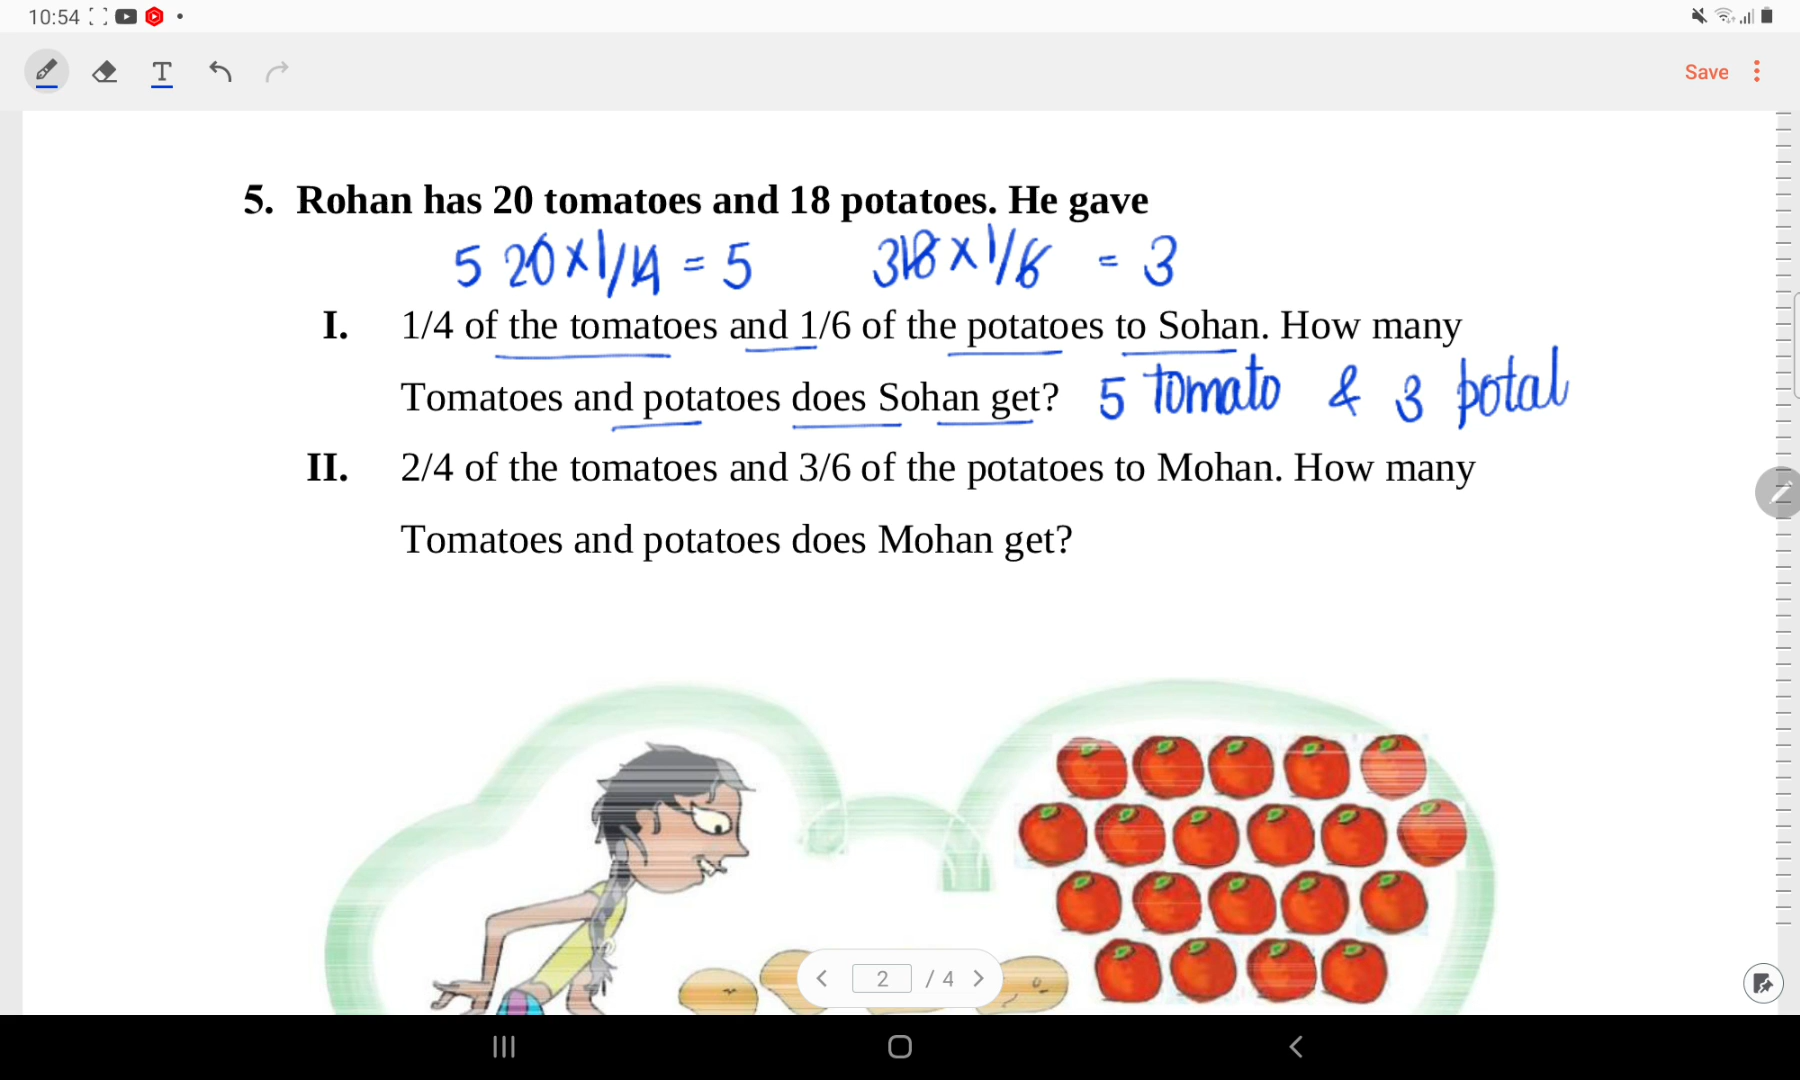 10:54
Save
5. Rohan has 20 tomatoes and 18 potatoes. He gave
5 20 x 1/4 = 5 3 18 x 1/6 = 3
I. 1/4 of the tomatoes and 1/6 of the potatoes to Sohan. How many
Tomatoes and potatoes does Sohan get? 5 Tomato & 3 potal
II. 2/4 of the tomatoes and 3/6 of the potatoes to Mohan. How many
Tomatoes and potatoes does Mohan get?
2 / 4